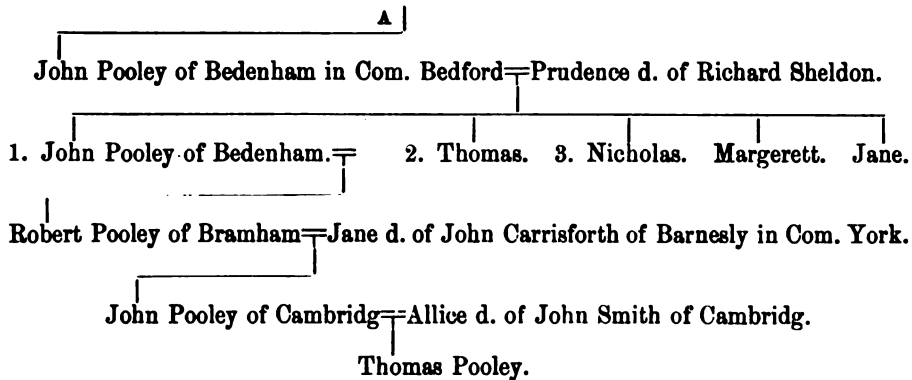 A
John Pooley of Bedenham in Com. Bedford=Prudence d. of Richard Sheldon.
1. John Pooley of Bedenham.= 2. Thomas. 3. Nicholas. Margerett. Jane.
Robert Pooley of Bramham=Jane d. of John Carrisforth of Barnesly in Com. York.
John Pooley of Cambridg=Allice d. of John Smith of Cambridg.
Thomas Pooley.